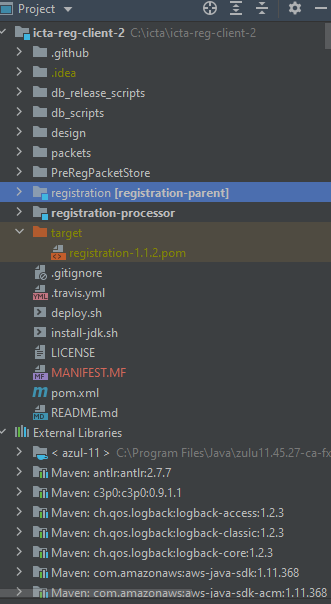 Project
icta-reg-client-2 C:\icta\icta-reg-client-2
.github
.idea
db_release_scripts
db_scripts
design
packets
PreRegPacketStore
registration [registration-parent]
registration-processor
target
registration-1.1.2.pom
.gitignore
.travis.yml
deploy.sh
install-jdk.sh
LICENSE
MANIFEST.MF
pom.xml
README.md
External Libraries
< azul-11 > C:\Program Files\Java\zulu11.45.27-ca-fx
Maven: antlr:antlr:2.7.7
Maven: c3p0:c3p0:0.9.1.1
Maven: ch.qos.logback:logback-access:1.2.3
Maven: ch.qos.logback:logback-classic:1.2.3
Maven: ch.qos.logback:logback-core:1.2.3
Maven: com.amazonaws:aws-java-sdk:1.11.368
Maven: com.amazonaws:aws-java-sdk-acm:1.11.368